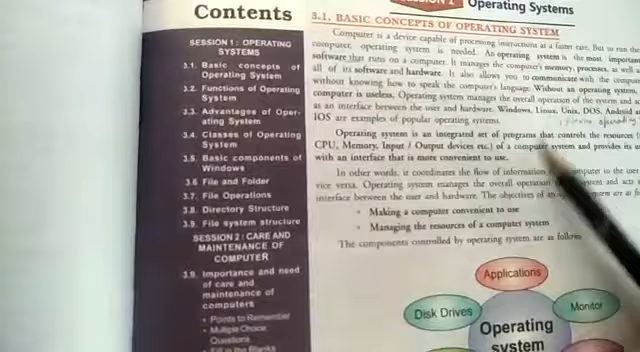 Contents
SESSION 1 : OPERATING
SYSTEMS
3.1. Basic concepts of
Operating System
3.2. Functions of Operating
System
3.3. Advantages of Oper-
ating System
3.4. Classes of Operating
System
3.5. Basic components of
Windows
3.6 File and Folder
3.7. File Operations
3.8. Directory Structure
3.9. File system structure
SESSION 2 : CARE AND
MAINTENANCE OF
COMPUTER
3.9. Importance and need
of care and
maintenance of
computers
• Points to Remember
• Multiple Choice
Questions
• Fill in the Blanks
Operating Systems
3.1. BASIC CONCEPTS OF OPERATING SYSTEM
Computer is a device capable of processing instructions at a faster rate. But to run the
computer, operating system is needed. An operating system is the most important
software that runs on a computer. It manages the computer's memory, processes, as well
all of its software and hardware. It also allows you to communicate with the
without knowing how to speak the computer's language. Without an operating
computer is useless. Operating system manages the overall operation of the system and
as an interface between the user and hardware. Windows, Linux, Unix, DOS, Android
IOS are examples of popular operating systems.
Operating system is an integrated set of programs that controls the resources
CPU, Memory, Input / Output devices etc.) of a computer system and provides its
with an interface that is more convenient to use.
In other words, it coordinates the flow of information to the user
vice versa. Operating system manages the overall operation and acts
interface between the user and hardware. The objectives of
• Making a computer convenient to use
• Managing the resources of a computer system
The components controlled by operating system are as follows
Applications
Disk Drives
Monitor
Operating
system